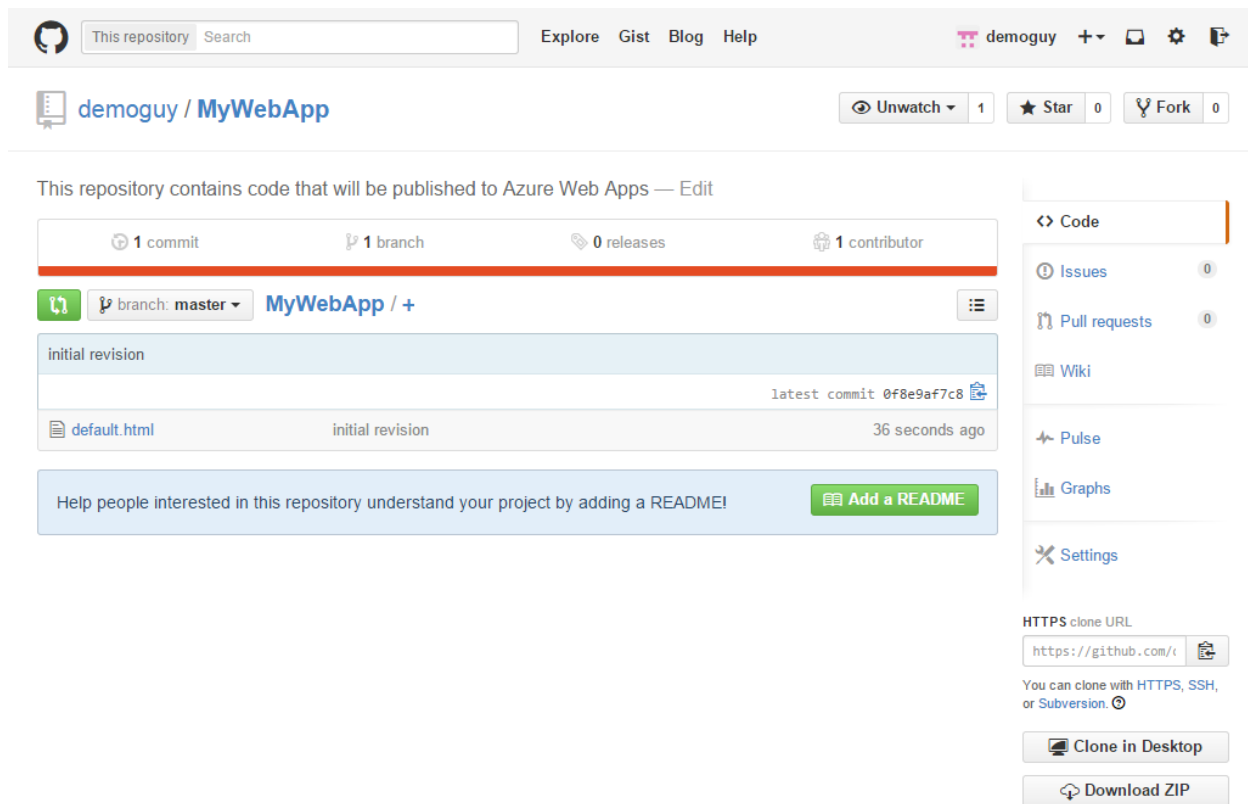 This repository Search Explore Gist Blog Help demoguy
demoguy / MyWebApp Unwatch 1 Star 0 Fork 0
This repository contains code that will be published to Azure Web Apps — Edit
1 commit 1 branch 0 releases 1 contributor
branch: master MyWebApp / +
initial revision
latest commit 0f8e9af7c8
default.html initial revision 36 seconds ago
Help people interested in this repository understand your project by adding a README! Add a README
Code
Issues 0
Pull requests 0
Wiki
Pulse
Graphs
Settings
HTTPS clone URL
https://github.com/
You can clone with HTTPS, SSH,
or Subversion.
Clone in Desktop
Download ZIP